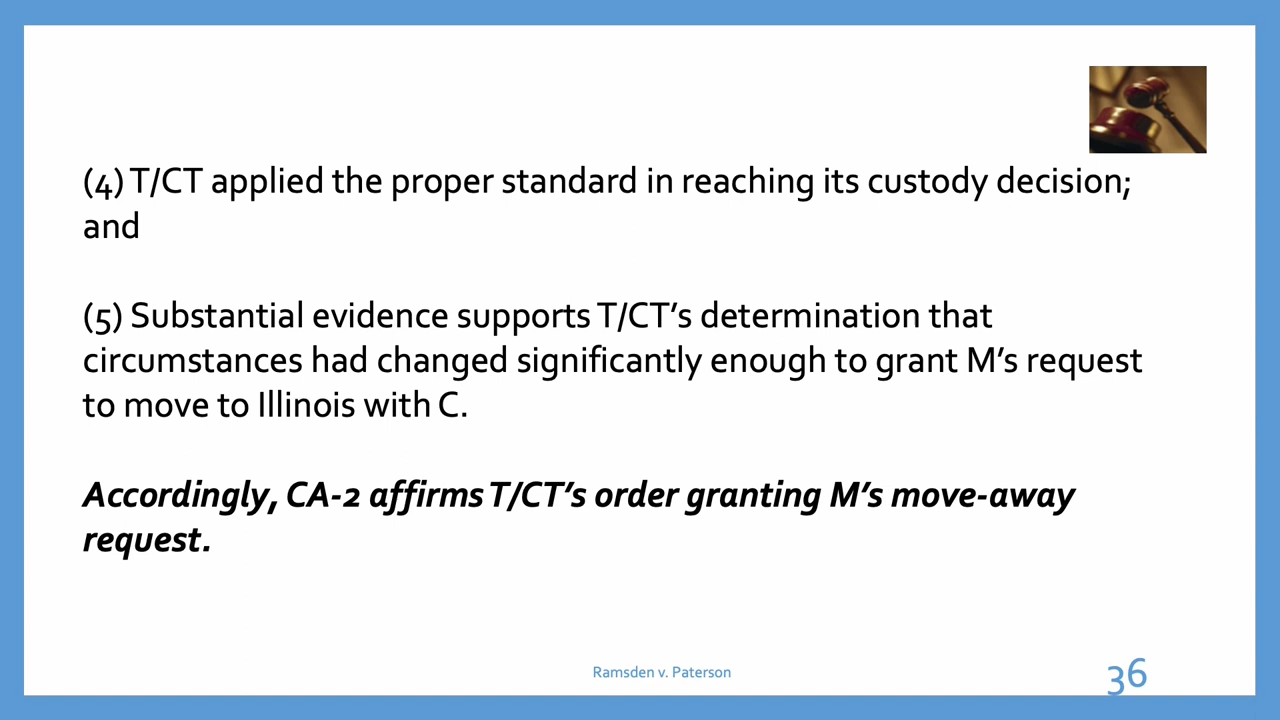 (4) T/CT applied the proper standard in reaching its custody decision;
and
(5) Substantial evidence supports T/CT’s determination that
circumstances had changed significantly enough to grant M’s request
to move to Illinois with C.
Accordingly, CA-2 affirms T/CT’s order granting M’s move-away
request.
Ramsden v. Paterson
36